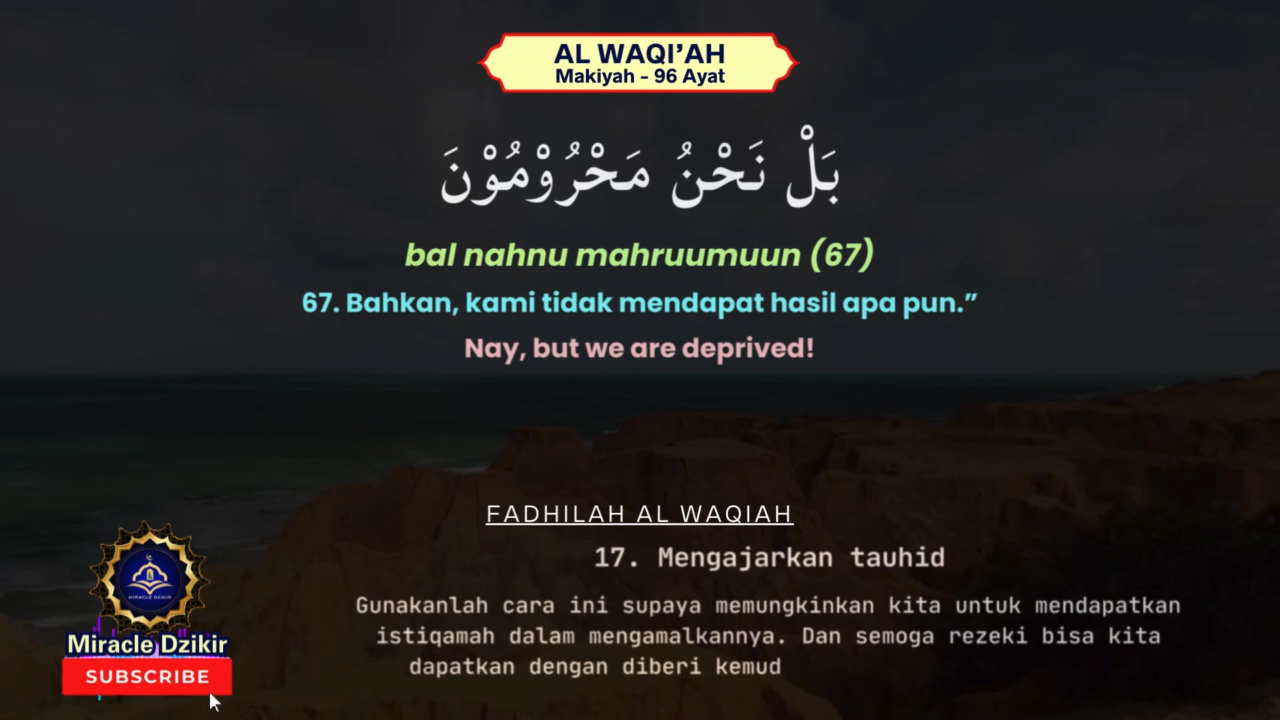 AL WAQI’AH
Makiyah - 96 Ayat
بَلْ نَحْنُ مَحْرُوْمُوْنَ
bal nahnu mahruumuun (67)
67. Bahkan, kami tidak mendapat hasil apa pun.”
Nay, but we are deprived!
FADHILAH AL WAQIAH
17. Mengajarkan tauhid
Gunakanlah cara ini supaya memungkinkan kita untuk mendapatkan
istiqamah dalam mengamalkannya. Dan semoga rezeki bisa kita
dapatkan dengan diberi kemud
MIRACLE DZIKIR
Miracle Dzikir
SUBSCRIBE